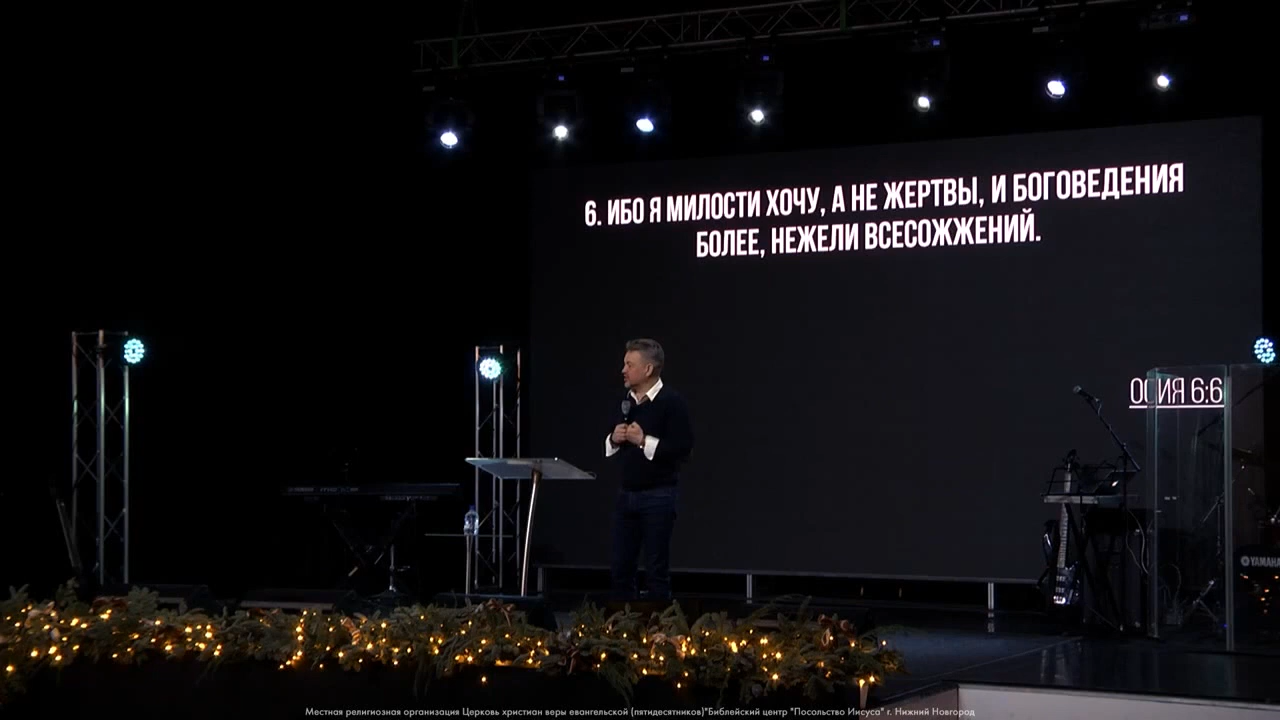 6. ИБО Я МИЛОСТИ ХОЧУ, А НЕ ЖЕРТВЫ, И БОГОВЕДЕНИЯ
БОЛЕЕ, НЕЖЕЛИ ВСЕСОЖЖЕНИЙ.
ОСИЯ 6:6
YAMAHA
Местная религиозная организация Церковь христиан веры евангельской (пятидесятников)"Библейский центр "Посольство Иисуса" г. Нижний Новгород